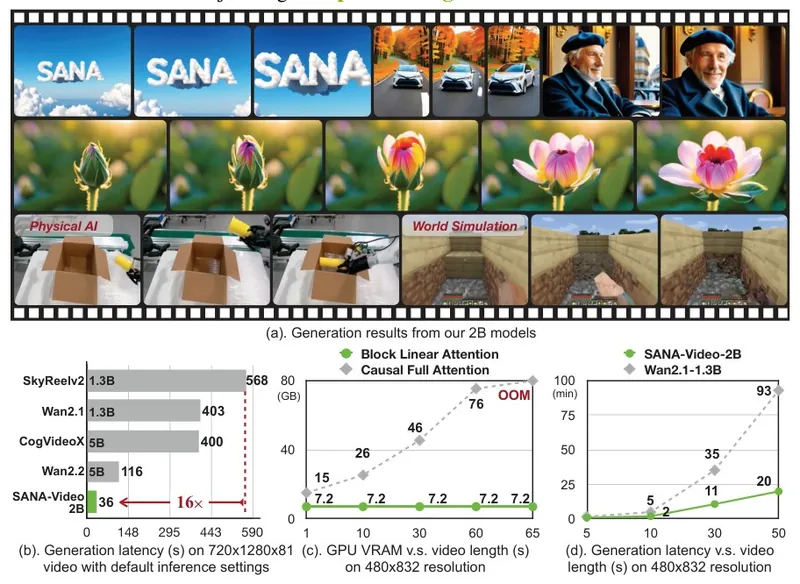 SANA SANA SANA
Physical AI
World Simulation
(a). Generation results from our 2B models
SkyReelv2 1.3B 568
Wan2.1 1.3B 403
CogVideoX 5B 400
Wan2.2 5B 116
SANA-Video 2B 36 16×
0 148 295 443 590
(b). Generation latency (s) on 720x1280x81
video with default inference settings
Block Linear Attention
Causal Full Attention
80
(GB)
40
0
OOM
76
46
26
15
7.2 7.2 7.2 7.2 7.2
1 10 30 60 65
(c). GPU VRAM v.s. video length (s)
on 480x832 resolution
SANA-Video-2B
Wan2.1-1.3B
100
(min)
75
50
25
0
93
35
5
20
11
2
5 10 30 50
(d). Generation latency v.s. video
length (s) on 480x832 resolution